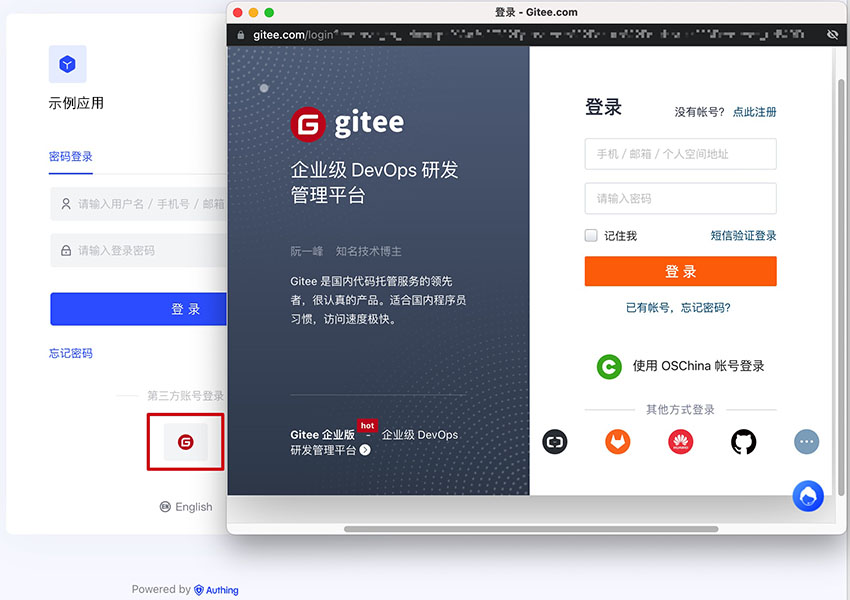 登录 - Gitee.com
gitee.com/login
示例应用
密码登录
请输入用户名 / 手机号 / 邮箱
请输入登录密码
登 录
忘记密码
第三方账号登录
G
English
Powered by Authing
G gitee
企业级 DevOps 研发
管理平台
阮一峰 知名技术博主
Gitee 是国内代码托管服务的领先
者，很认真的产品。适合国内程序员
习惯，访问速度极快。
hot
Gitee 企业版 - 企业级 DevOps
研发管理平台
登录
没有帐号？ 点此注册
手机 / 邮箱 / 个人空间地址
请输入密码
记住我 短信验证登录
登 录
已有帐号，忘记密码？
使用 OSChina 帐号登录
其他方式登录